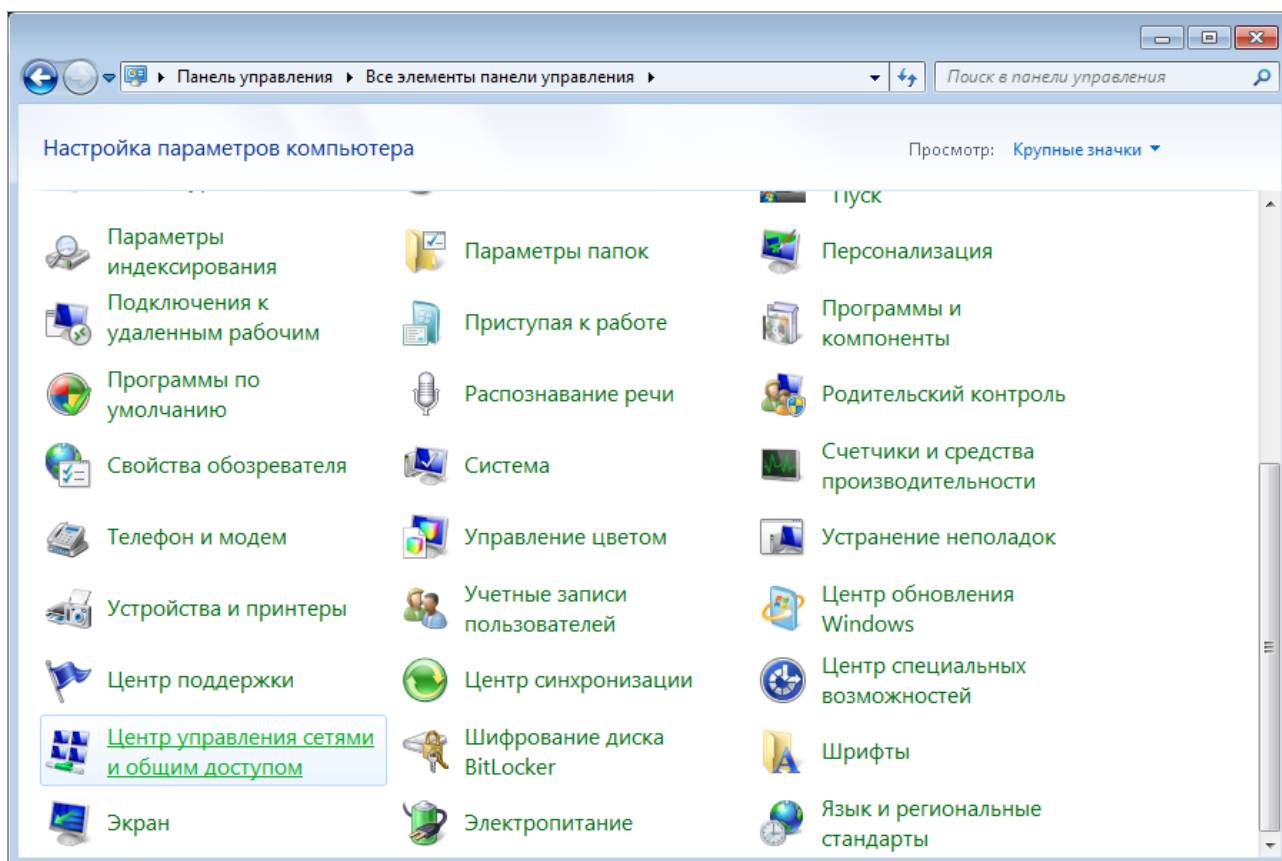 Панель управления ▸ Все элементы панели управления ▸
Поиск в панели управления
Настройка параметров компьютера
Просмотр: Крупные значки
Пуск
Параметры
индексирования
Параметры папок
Персонализация
Подключения к
удаленным рабочим
Приступая к работе
Программы и
компоненты
Программы по
умолчанию
Распознавание речи
Родительский контроль
Свойства обозревателя
Система
Счетчики и средства
производительности
Телефон и модем
Управление цветом
Устранение неполадок
Устройства и принтеры
Учетные записи
пользователей
Центр обновления
Windows
Центр поддержки
Центр синхронизации
Центр специальных
возможностей
Центр управления сетями
и общим доступом
Шифрование диска
BitLocker
Шрифты
Экран
Электропитание
Язык и региональные
стандарты